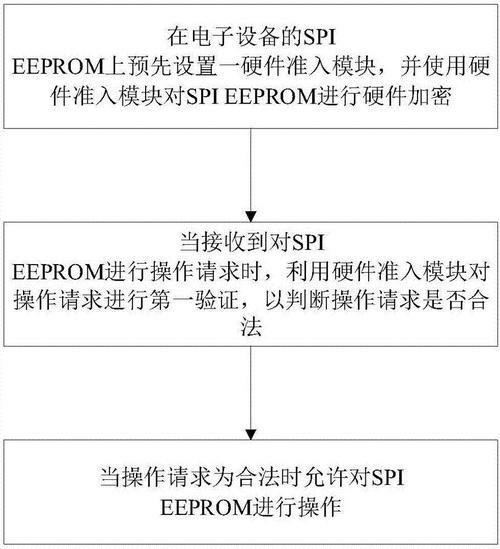 在电子设备的SPI
EEPROM上预先设置一硬件准入模块，并使用硬
件准入模块对SPI EEPROM进行硬件加密
当接收到对SPI
EEPROM进行操作请求时，利用硬件准入模块对
操作请求进行第一验证，以判断操作请求是否合
法
当操作请求为合法时允许对SPI
EEPROM进行操作